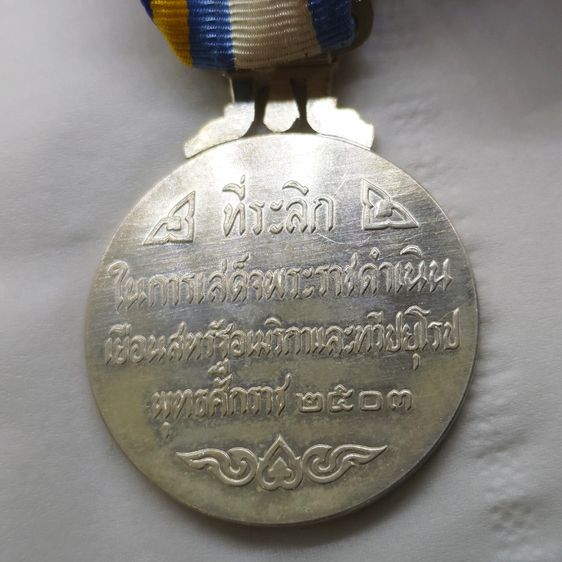 ที่ระลึก
ในการเสด็จพระราชดำเนิน
เยือนสหรัฐอเมริกาและทวีปยุโรป
พุทธศักราช ๒๕๐๓